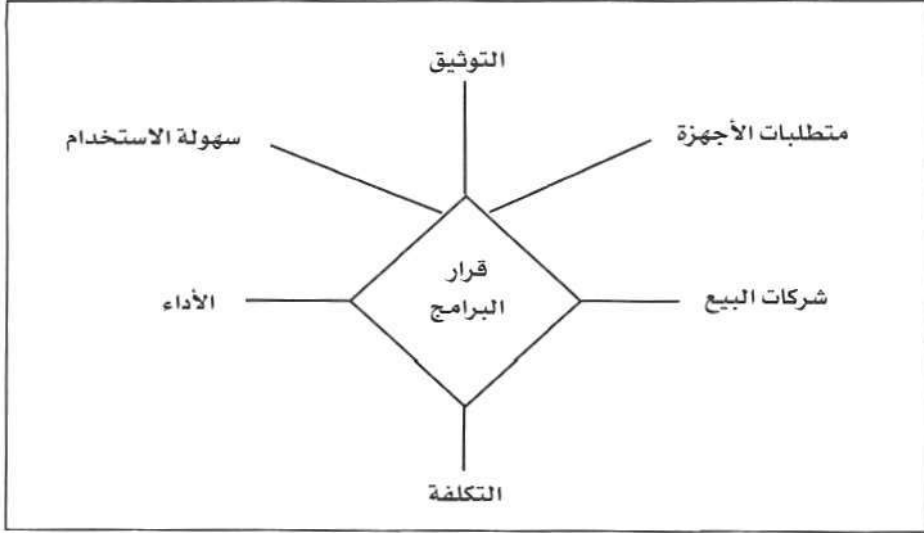 التوثيق
متطلبات الأجهزة
سهولة الاستخدام
قرار
البرامج
شركات البيع
الأداء
التكلفة